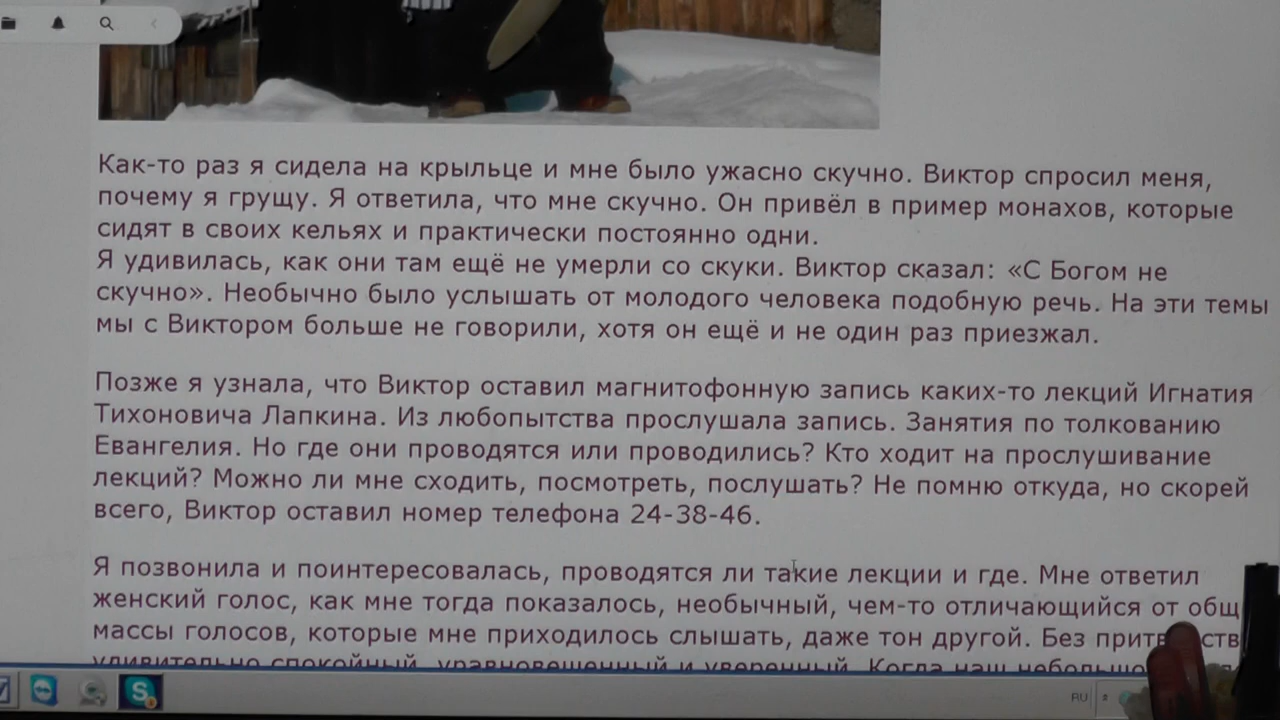 Как-то раз я сидела на крыльце и мне было ужасно скучно. Виктор спросил меня,
почему я грущу. Я ответила, что мне скучно. Он привёл в пример монахов, которые
сидят в своих кельях и практически постоянно одни.
Я удивилась, как они там ещё не умерли со скуки. Виктор сказал: «С Богом не
скучно». Необычно было услышать от молодого человека подобную речь. На эти темы
мы с Виктором больше не говорили, хотя он ещё и не один раз приезжал.
Позже я узнала, что Виктор оставил магнитофонную запись каких-то лекций Игнатия
Тихоновича Лапкина. Из любопытства прослушала запись. Занятия по толкованию
Евангелия. Но где они проводятся или проводились? Кто ходит на прослушивание
лекций? Можно ли мне сходить, посмотреть, послушать? Не помню откуда, но скорей
всего, Виктор оставил номер телефона 24-38-46.
Я позвонила и поинтересовалась, проводятся ли такие лекции и где. Мне ответил
женский голос, как мне тогда показалось, необычный, чем-то отличающийся от общ
массы голосов, которые мне приходилось слышать, даже тон другой. Без
удивительно спокойный, уравновешенный и уверенный. Когда наш
RU